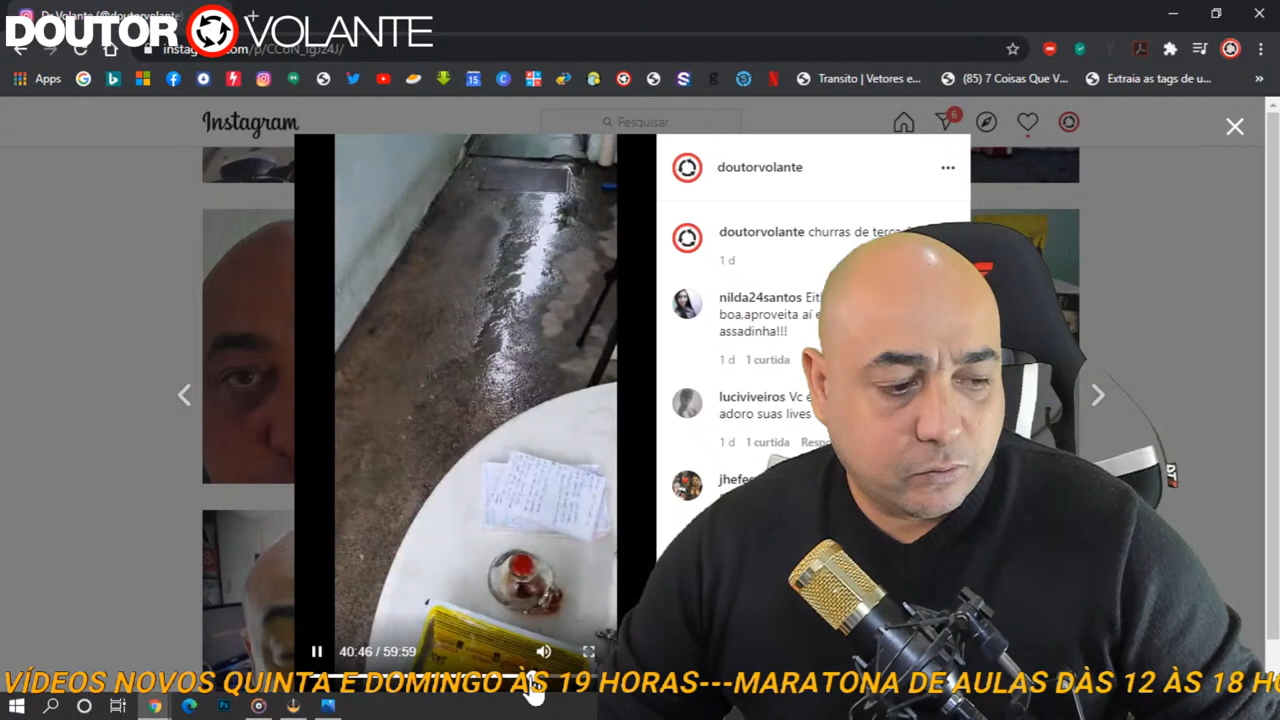 DOUTOR VOLANTE
Apps
Transito | Vetores e...
(85) 7 Coisas Que V...
Extraia as tags de u...
Instagram
Pesquisar
6
doutorvolante
doutorvolante churras de
1 d
nilda24santos
boa,aproveita aí
assadinha!!!
1 d 1 curtida
luciviveiros Vc
adoro suas lives
1 d 1 curtida
40:46 / 59:59
VÍDEOS NOVOS QUINTA E DOMINGO ÀS 19 HORAS---MARATONA DE AULAS DÀS 12 ÀS 18